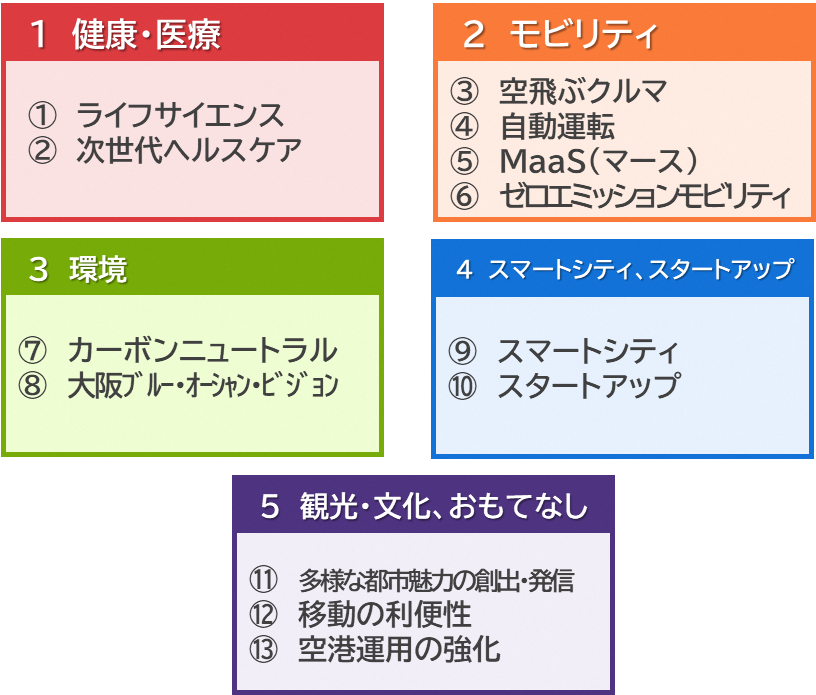 1 健康・医療
① ライフサイエンス
② 次世代ヘルスケア
2 モビリティ
③ 空飛ぶクルマ
④ 自動運転
⑤ MaaS(マース)
⑥ ゼロエミッションモビリティ
3 環境
⑦ カーボンニュートラル
⑧ 大阪ﾌﾞﾙｰ･ｵｰｼｬﾝ･ﾋﾞｼﾞｮﾝ
4 スマートシティ、スタートアップ
⑨ スマートシティ
⑩ スタートアップ
5 観光・文化、おもてなし
⑪ 多様な都市魅力の創出・発信
⑫ 移動の利便性
⑬ 空港運用の強化